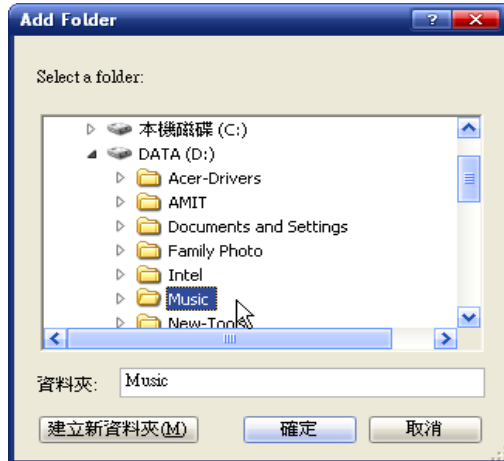 Add Folder
Select a folder:
本機磁碟 (C:)
DATA (D:)
Acer-Drivers
AMIT
Documents and Settings
Family Photo
Intel
Music
New-Tools
資料夾: Music
建立新資料夾(M) 確定 取消